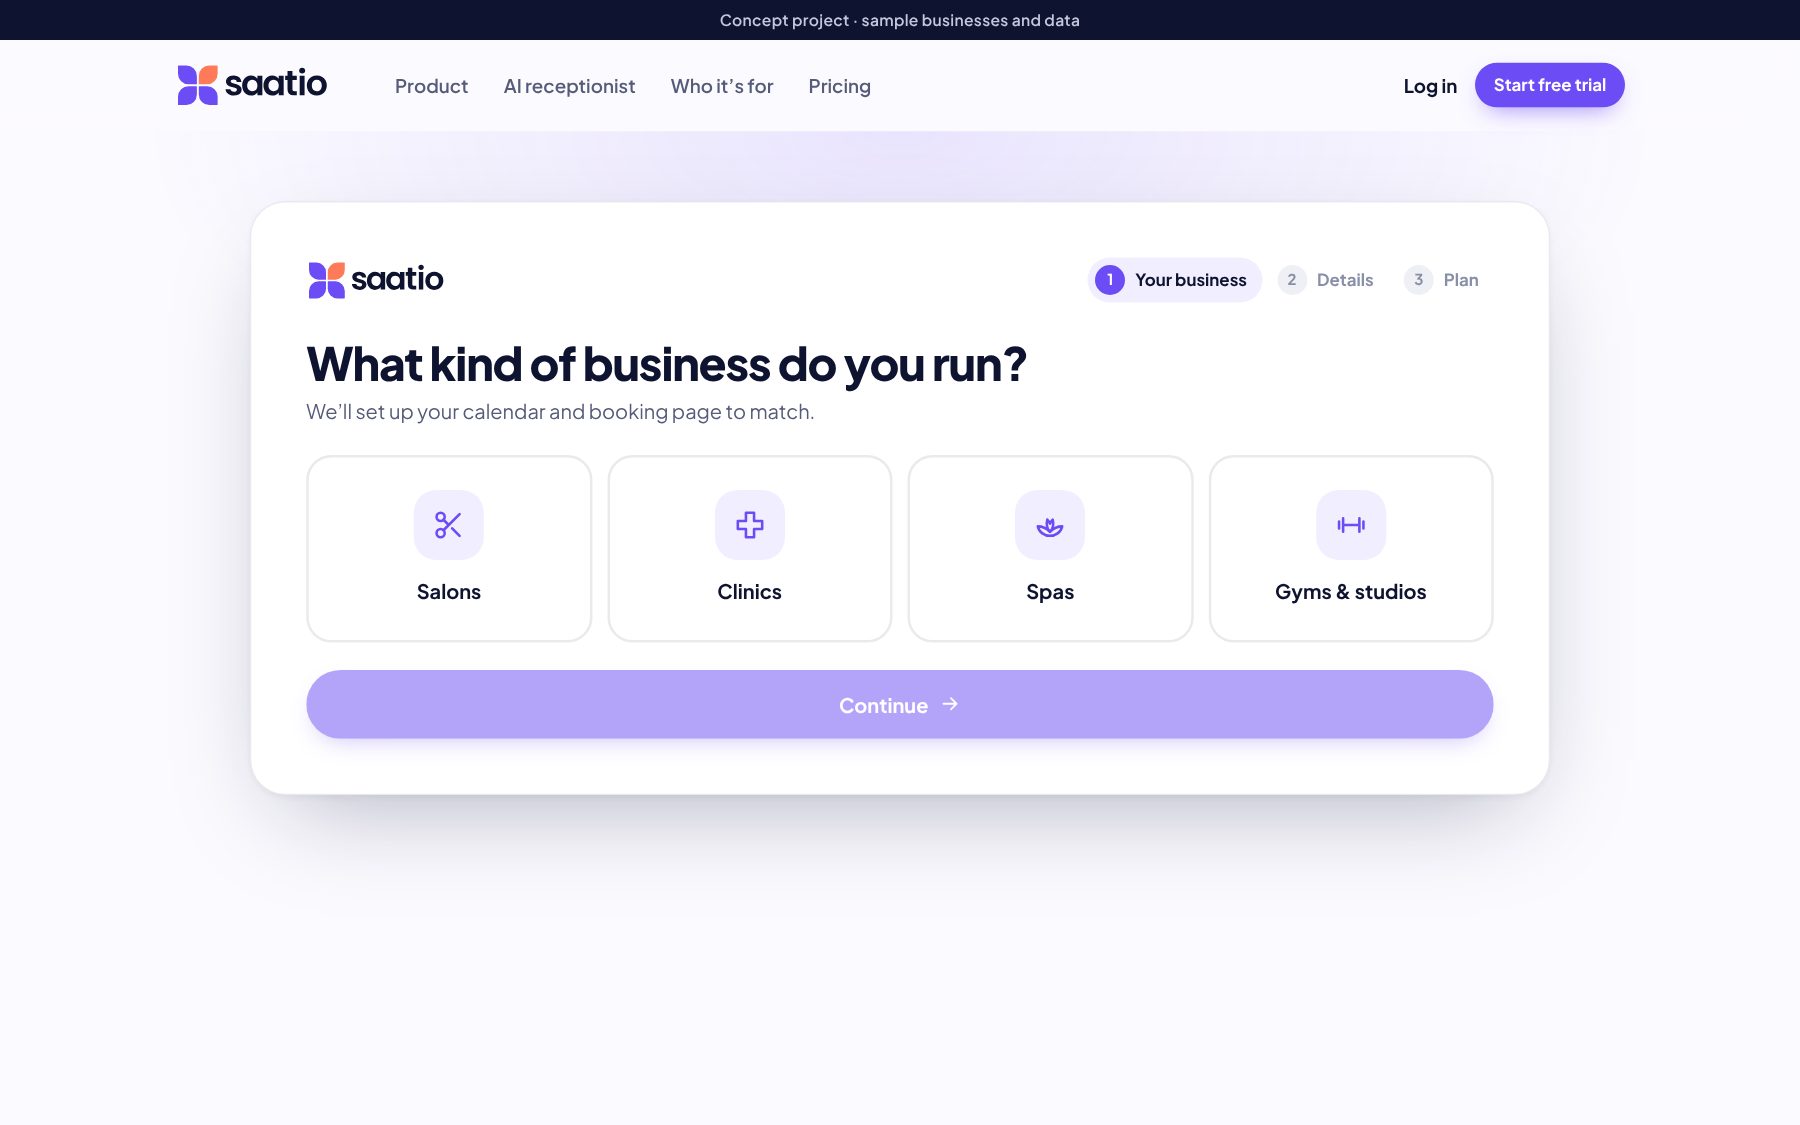 Concept project · sample businesses and data
saatio
Product AI receptionist Who it’s for Pricing
Log in Start free trial
saatio
1 Your business 2 Details 3 Plan
What kind of business do you run?
We’ll set up your calendar and booking page to match.
Salons Clinics Spas Gyms & studios
Continue →